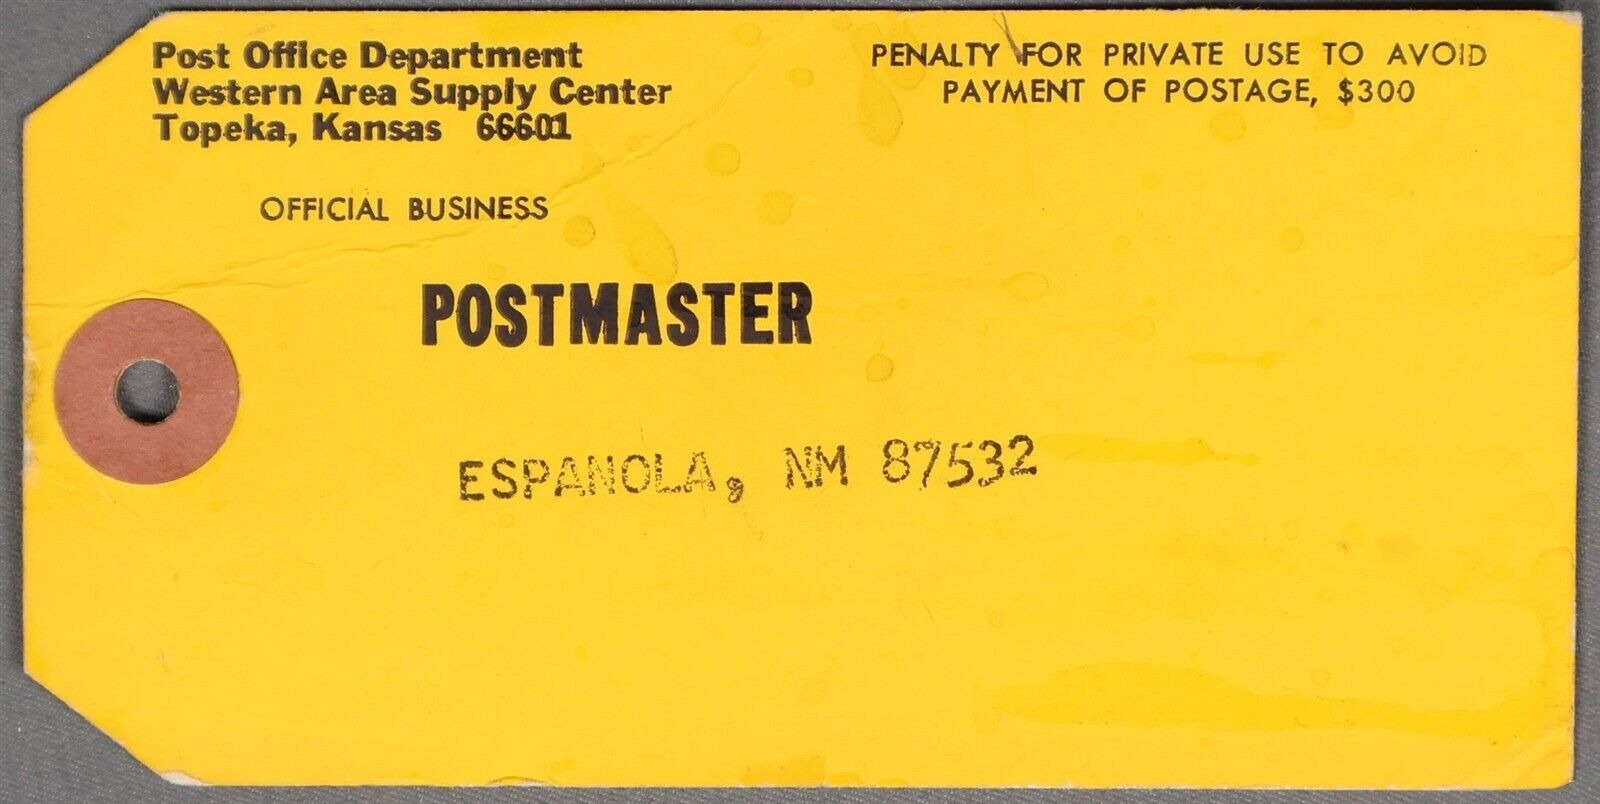 Post Office Department
Western Area Supply Center
Topeka, Kansas 66601
PENALTY FOR PRIVATE USE TO AVOID
PAYMENT OF POSTAGE, $300
OFFICIAL BUSINESS
POSTMASTER
ESPANOLA, NM 87532